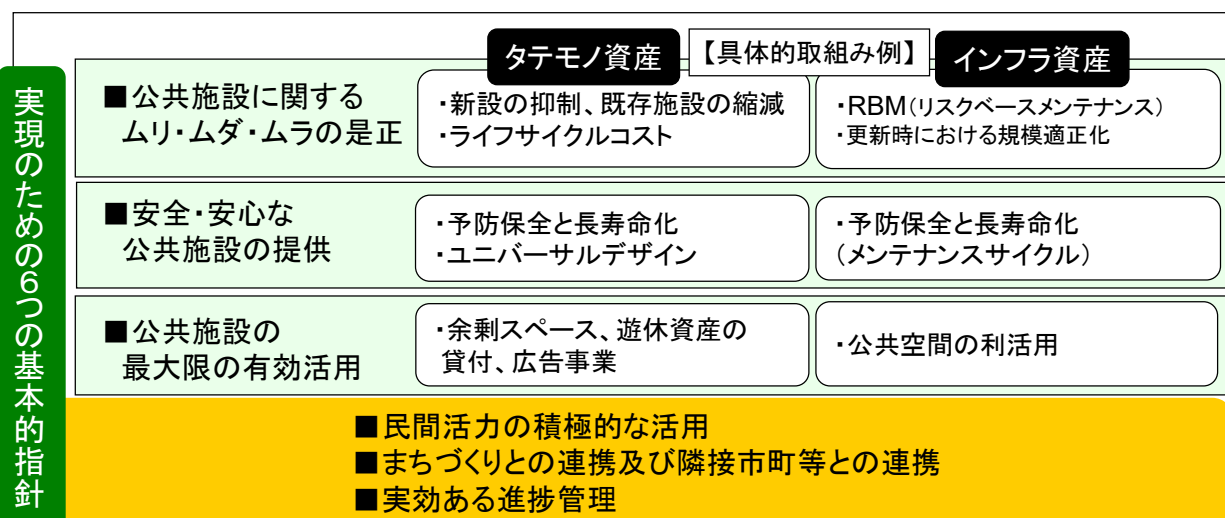 実現のための6つの基本的指針
タテモノ資産
【具体的取組み例】
インフラ資産
■公共施設に関する
ムリ・ムダ・ムラの是正
・新設の抑制、既存施設の縮減
・ライフサイクルコスト
・RBM(リスクベースメンテナンス)
・更新時における規模適正化
■安全・安心な
公共施設の提供
・予防保全と長寿命化
・ユニバーサルデザイン
・予防保全と長寿命化
(メンテナンスサイクル)
■公共施設の
最大限の有効活用
・余剰スペース、遊休資産の
貸付、広告事業
・公共空間の利活用
■民間活力の積極的な活用
■まちづくりとの連携及び隣接市町等との連携
■実効ある進捗管理